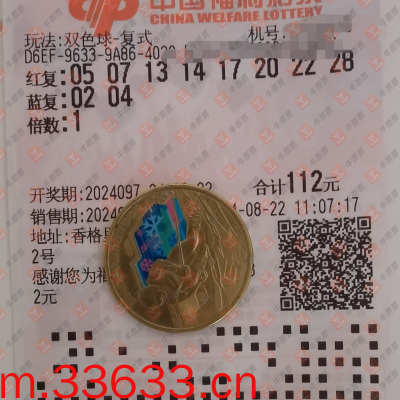 中国福利彩票
CHINA WELFARE LOTTERY
玩法:双色球-复式 机号:
D6EF-9633-9A86-4020
红复:05 07 13 14 17 20 22 28
蓝复:02 04
倍数:1
开奖期:2024097 合计112元
销售期:2024 08-22 11:07:17
地址:香格
2号
感谢您为福
2元
m.33633.cn